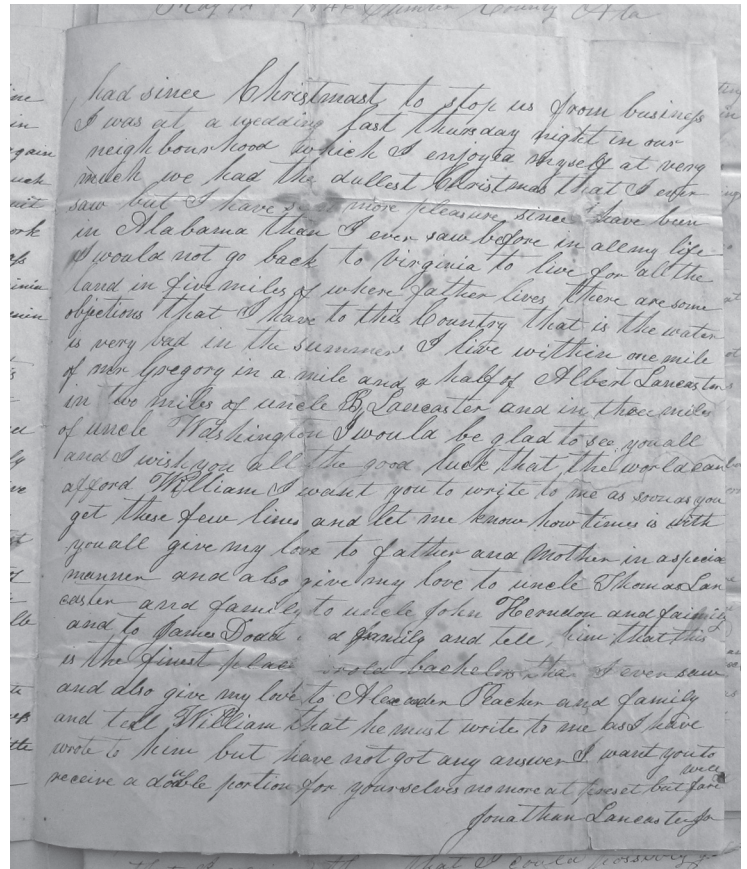 had since Christmast to stop us from business
I was at a wedding last thursday night in our
neighbourhood which I enjoyed myself at very
much we had the dullest Christmas that I ever
saw but I have more pleasure since I have been
in Alabama than I ever saw before in all my life
I would not go back to Virginia to live for all the
land in five miles of where father lives there are some
objections that I have to this Country that is the water
is very bad in the summer I live within one mile
of mr Gregory in a mile and a half of Albert Lancasters
in two miles of uncle B Lancaster and in three miles
of uncle Washington I would be glad to see you all
and I wish you all the good luck that the world can
afford William I want you to write to me as soon as you
get these few lines and let me know how times is with
you all give my love to father and Mother in a specia
manner and also give my love to uncle Thomas Lan
caster and family to uncle John Herndon and family
and to James Dodd d family and tell him that this
is the finest place old bachelors that I ever saw
and also give my love to Alexader Peacher and family
and tell William that he must write to me as I have
wrote to him but have not got any answer I want you to
receive a double portion for yourselves no more at preset but fare
well
Jonathan Lancaster Jr